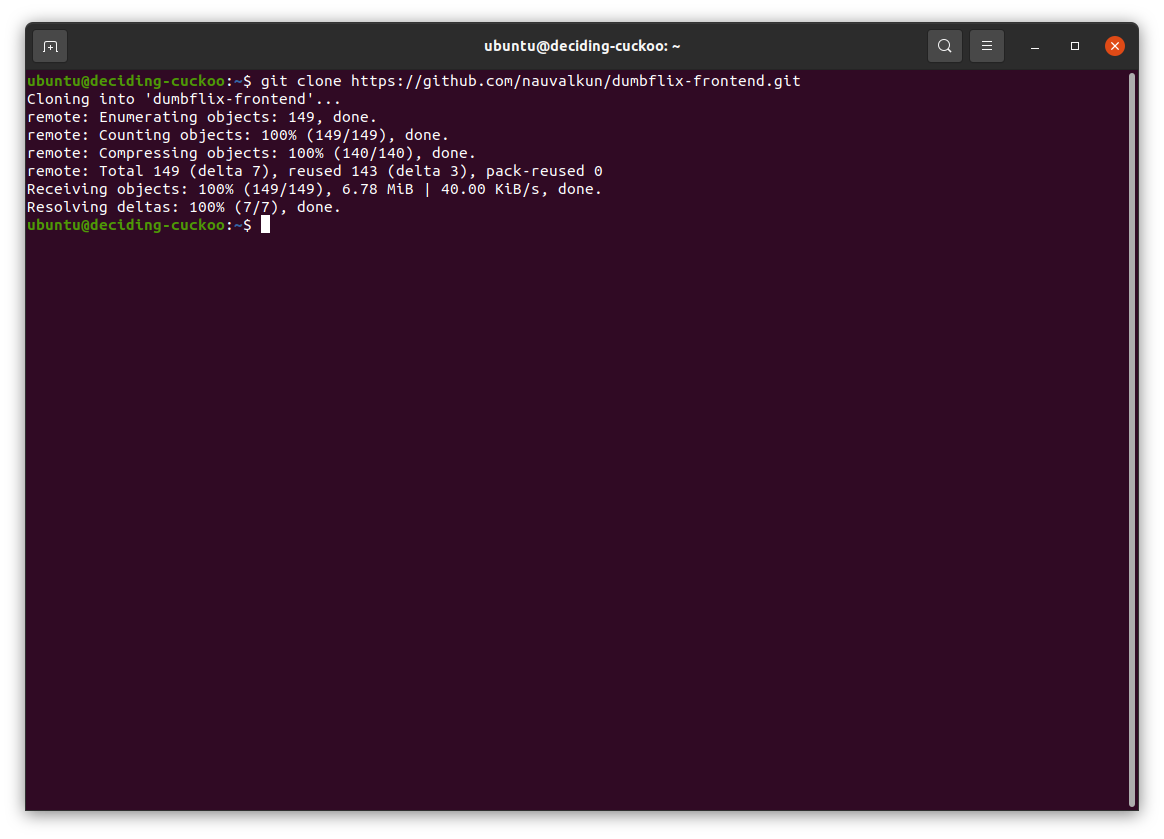 ubuntu@deciding-cuckoo: ~
ubuntu@deciding-cuckoo:~$ git clone https://github.com/nauvalkun/dumbflix-frontend.git
Cloning into 'dumbflix-frontend'...
remote: Enumerating objects: 149, done.
remote: Counting objects: 100% (149/149), done.
remote: Compressing objects: 100% (140/140), done.
remote: Total 149 (delta 7), reused 143 (delta 3), pack-reused 0
Receiving objects: 100% (149/149), 6.78 MiB | 40.00 KiB/s, done.
Resolving deltas: 100% (7/7), done.
ubuntu@deciding-cuckoo:~$